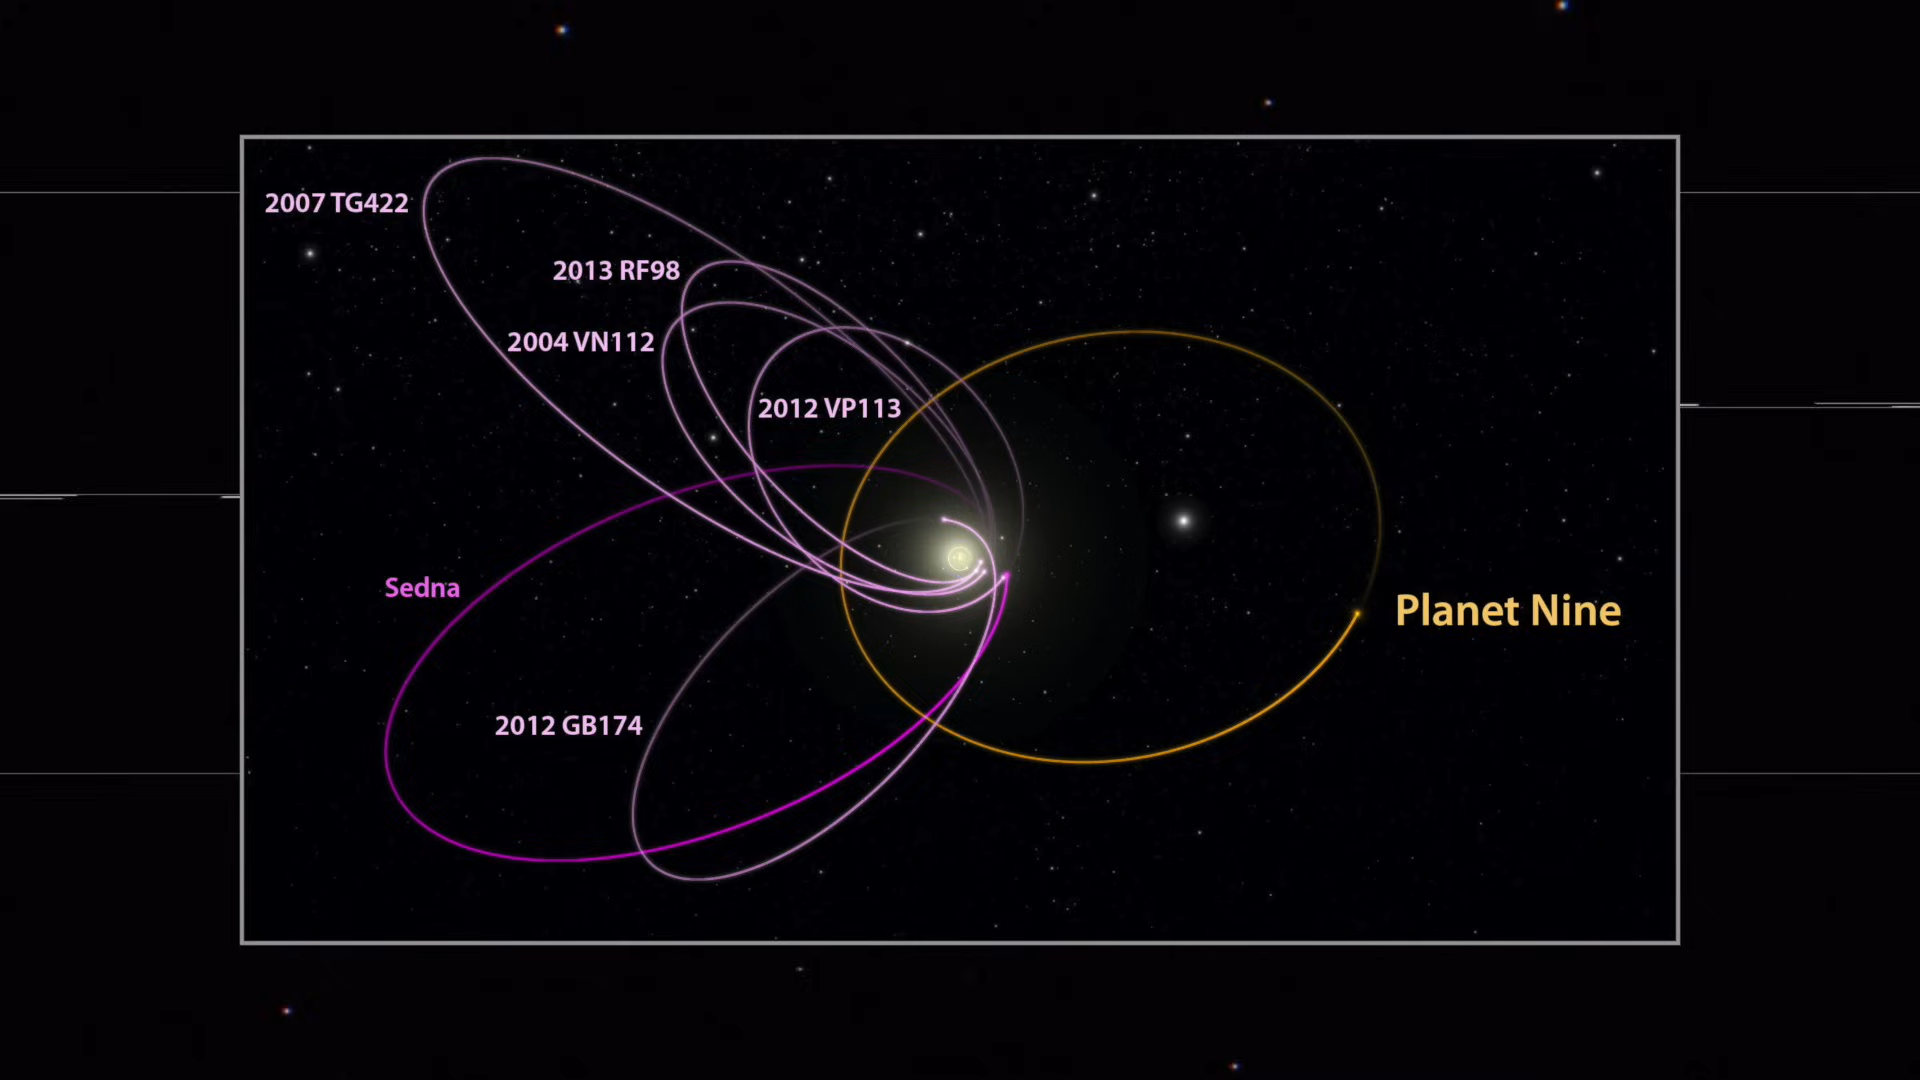 2007 TG422
2013 RF98
2004 VN112
2012 VP113
Sedna
Planet Nine
2012 GB174